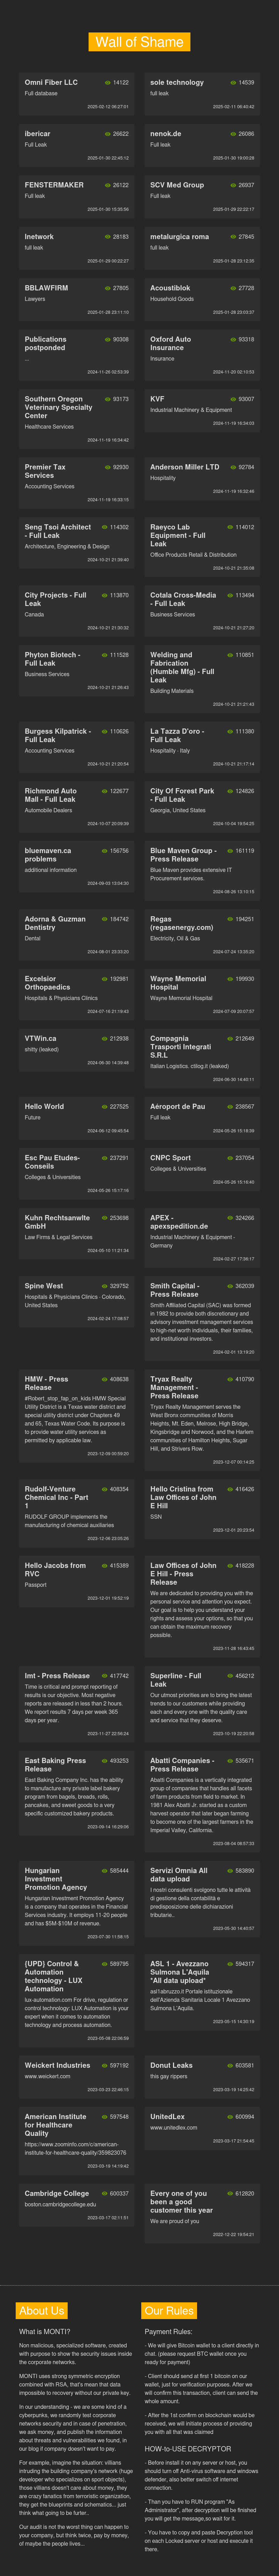 Wall of Shame
Omni Fiber LLC
14122
Full database
2025-02-12 06:27:01
sole technology
14539
full leak
2025-02-11 06:40:42
ibericar
26622
Full Leak
2025-01-30 22:45:12
nenok.de
26086
Full Leak
2025-01-30 19:00:28
FENSTERMAKER
26122
Full leak
2025-01-30 15:35:56
SCV Med Group
26937
Full leak
2025-01-29 22:22:17
Inetwork
28183
full leak
2025-01-29 00:22:27
metalurgica roma
27845
full leak
2025-01-28 23:12:35
BBLAWFIRM
27805
Lawyers
2025-01-28 23:11:10
Acoustiblok
27728
Household Goods
2025-01-28 23:03:37
Publications
postponded
90308
...
2024-11-26 02:53:39
Oxford Auto
Insurance
93318
Insurance
2024-11-20 02:10:53
Southern Oregon
Veterinary Specialty
Center
93173
Healthcare Services
2024-11-19 16:34:42
KVF
93007
Industrial Machinery & Equipment
2024-11-19 16:34:03
Premier Tax
Services
92930
Accounting Services
2024-11-19 16:33:15
Anderson Miller LTD
92784
Hospitality
2024-11-19 16:32:46
Seng Tsoi Architect
- Full Leak
114302
Architecture, Engineering & Design
2024-10-21 21:39:40
Raeyco Lab
Equipment - Full
Leak
114012
Office Products Retail & Distribution
2024-10-21 21:35:08
City Projects - Full
Leak
113870
Canada
2024-10-21 21:30:32
Cotala Cross-Media
- Full Leak
113494
Business Services
2024-10-21 21:27:20
Phyton Biotech -
Full Leak
111528
Business Services
2024-10-21 21:26:43
Welding and
Fabrication
(Humble Mfg) - Full
Leak
110851
Building Materials
2024-10-21 21:21:43
Burgess Kilpatrick -
Full Leak
110626
Accounting Services
2024-10-21 21:20:54
La Tazza D'oro -
Full Leak
111380
Hospitality · Italy
2024-10-21 21:17:14
Richmond Auto
Mall - Full Leak
122677
Automobile Dealers
2024-10-07 20:09:39
City Of Forest Park
- Full Leak
124826
Georgia, United States
2024-10-04 19:54:25
bluemaven.ca
problems
156756
additional information
2024-09-03 13:04:30
Blue Maven Group -
Press Release
161119
Blue Maven provides extensive IT
Procurement services.
2024-08-26 12:10:15
Adorna & Guzman
Dentistry
184742
Dental
2024-08-01 23:33:20
Regas
(regasenergy.com)
194251
Electricity, Oil & Gas
2024-07-24 13:35:20
Excelsior
Orthopaedics
192981
Hospitals & Physicians Clinics
2024-07-16 21:19:43
Wayne Memorial
Hospital
199930
Wayne Memorial Hospital
2024-07-09 20:07:57
VTWin.ca
212938
shitty (leaked)
2024-06-30 14:39:48
Compagnia
Trasporti Integrati
S.R.L
212649
Italian Logistics. ctilog.it (leaked)
2024-06-30 14:40:11
Hello World
227525
Future
2024-06-12 09:45:54
Aéroport de Pau
238567
Full leak
2024-05-26 15:18:39
Esc Pau Etudes-
Conseils
237291
Colleges & Universities
2024-05-26 15:17:16
CNPC Sport
237054
Colleges & Universities
2024-05-26 15:16:40
Kuhn Rechtsanwlte
GmbH
253698
Law Firms & Legal Services
2024-05-10 11:21:34
APEX -
apexspedition.de
324266
Industrial Machinery & Equipment -
Germany
2024-02-27 17:36:17
Spine West
329752
Hospitals & Physicians Clinics · Colorado,
United States
2024-02-24 17:08:57
Smith Capital -
Press Release
362039
Smith Affiliated Capital (SAC) was formed
in 1982 to provide both discretionary and
advisory investment management services
to high-net worth individuals, their families,
and institutional investors.
2024-02-01 13:19:20
HMW - Press
Release
408638
#Robert_stop_fap_on_kids HMW Special
Utility District is a Texas water district and
special utility district under Chapters 49
and 65, Texas Water Code. Its purpose is
to provide water utility services as
permitted by applicable law.
2023-12-09 00:59:20
Tryax Realty
Management -
Press Release
410790
Tryax Realty Management serves the
West Bronx communities of Morris
Heights, Mt. Eden, Melrose, High Bridge,
Kingsbridge and Norwood, and the Harlem
communities of Hamilton Heights, Sugar
Hill, and Strivers Row.
2023-12-07 00:14:25
Rudolf-Venture
Chemical Inc - Part
1
408354
RUDOLF GROUP implements the
manufacturing of chemical auxiliaries
2023-12-06 23:05:26
Hello Cristina from
Law Offices of John
E Hill
416426
SSN
2023-12-01 20:23:54
Hello Jacobs from
RVC
415389
Passport
2023-12-01 19:52:19
Law Offices of John
E Hill - Press
Release
418228
We are dedicated to providing you with the
personal service and attention you expect.
Our goal is to help you understand your
rights and assess your options, so that you
can obtain the maximum recovery
possible.
2023-11-28 16:43:45
Imt - Press Release
417742
Time is critical and prompt reporting of
results is our objective. Most negative
reports are released in less than 2 hours.
We report results 7 days per week 365
days per year.
2023-11-27 22:56:24
Superline - Full
Leak
456212
Our utmost priorities are to bring the latest
trends to our customers while providing
each and every one with the quality care
and service that they deserve.
2023-10-19 22:20:58
East Baking Press
Release
493253
East Baking Company Inc. has the ability
to manufacture any private label bakery
program from bagels, breads, rolls,
pancakes, and sweet goods to a very
specific customized bakery products.
2023-09-14 16:29:56
Abatti Companies -
Press Release
535671
Abatti Companies is a vertically integrated
group of companies that handles all facets
of farm products from field to market. In
1981 Alex Abatti Jr. started as a custom
harvest operator that later began farming
to become one of the largest farmers in the
Imperial Valley, California.
2023-08-04 08:57:33
Hungarian
Investment
Promotion Agency
585444
Hungarian Investment Promotion Agency
is a company that operates in the Financial
Services industry. It employs 11-20 people
and has $5M-$10M of revenue.
2023-07-30 11:58:15
Servizi Omnia All
data upload
583890
I nostri consulenti svolgono tutte le attività
di gestione della contabilità e
predisposizione delle dichiarazioni
tributarie..
2023-05-30 14:40:57
{UPD} Control &
Automation
technology - LUX
Automation
589795
lux-automation.com For drive, regulation or
control technology: LUX Automation is your
expert when it comes to automation
technology and process automation.
2023-05-08 22:06:59
ASL 1 - Avezzano
Sulmona L'Aquila
*All data upload*
594317
asl1abruzzo.it Portale istituzionale
dell'Azienda Sanitaria Locale 1 Avezzano
Sulmona L'Aquila.
2023-05-15 14:30:19
Weickert Industries
597192
www.weickert.com
2023-03-23 22:46:15
Donut Leaks
603581
this gay rippers
2023-03-19 14:25:42
American Institute
for Healthcare
Quality
597548
https://www.zoominfo.com/c/american-
institute-for-healthcare-quality/359823076
2023-03-19 14:19:42
UnitedLex
600994
www.unitedlex.com
2023-03-17 21:54:45
Cambridge College
600337
boston.cambridgecollege.edu
2023-03-17 02:11:51
Every one of you
been a good
customer this year
612820
We are proud of you
2022-12-22 19:54:21
About Us
What is MONTI?
Non malicious, specialized software, created
with purpose to show the security issues inside
the corporate networks.
MONTI uses strong symmetric encryption
combined with RSA, that's mean that data
impossible to recovery without our private key.
In our understanding - we are some kind of a
cyberpunks, we randomly test corporate
networks security and in case of penetration,
we ask money, and publish the information
about threats and vulnerabilities we found, in
our blog if company doesn't want to pay.
For example, imagine the situation: villians
intruding the building company's network (huge
developer who specializes on aport objects),
those villians doesn't care about money, they
are crazy fanatics from terroristic organization,
they get the blueprints and schematics... just
think what going to be furter..
Our audit is not the worst thing can happen to
your company, but think twice, pay by money,
of maybe the people lives...
Our Rules
Payment Rules:
- We will give Bitcoin wallet to a client directly in
chat. (please request BTC wallet once you
ready for payment)
- Client should send at first 1 bitcoin on our
wallet, just for verification purposes. After we
will confirm this transaction, client can send the
whole amount.
- After the 1st confirm on blockchain would be
received, we will initiate process of providing
you with all that was claimed
HOW-to-USE DECRYPTOR
- Before install it on any server or host, you
should turn off Anti-virus software and windows
defender, also better switch off internet
connection.
- Than you have to RUN program "As
Administrator", after decryption will be finished
you will get the message,so wait for it.
- You have to copy and paste Decryption tool
on each Locked server or host and execute it
there.